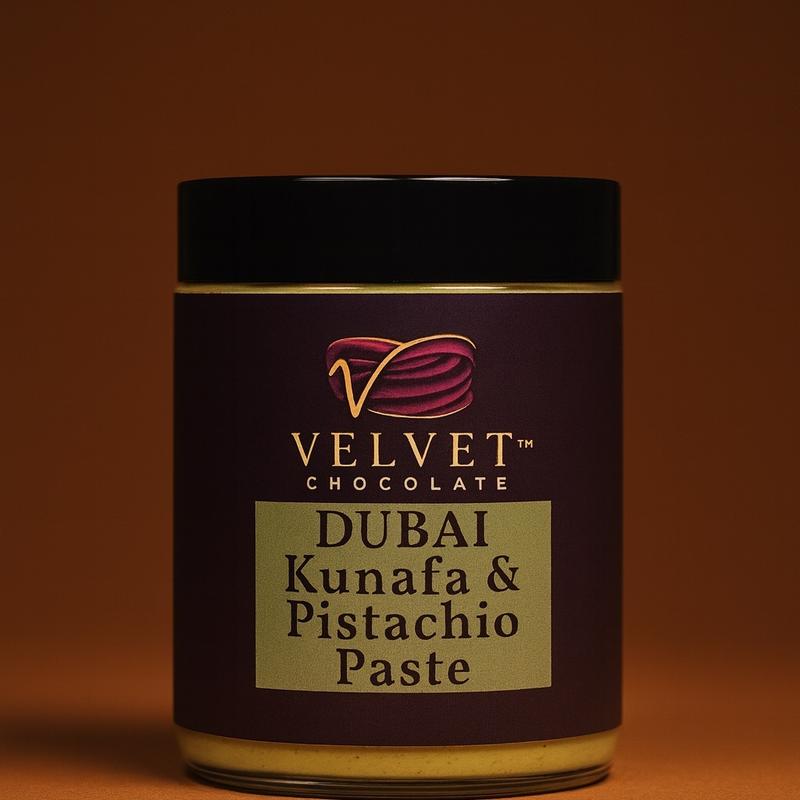 VELVET™
CHOCOLATE
DUBAI
Kunafa &
Pistachio
Paste